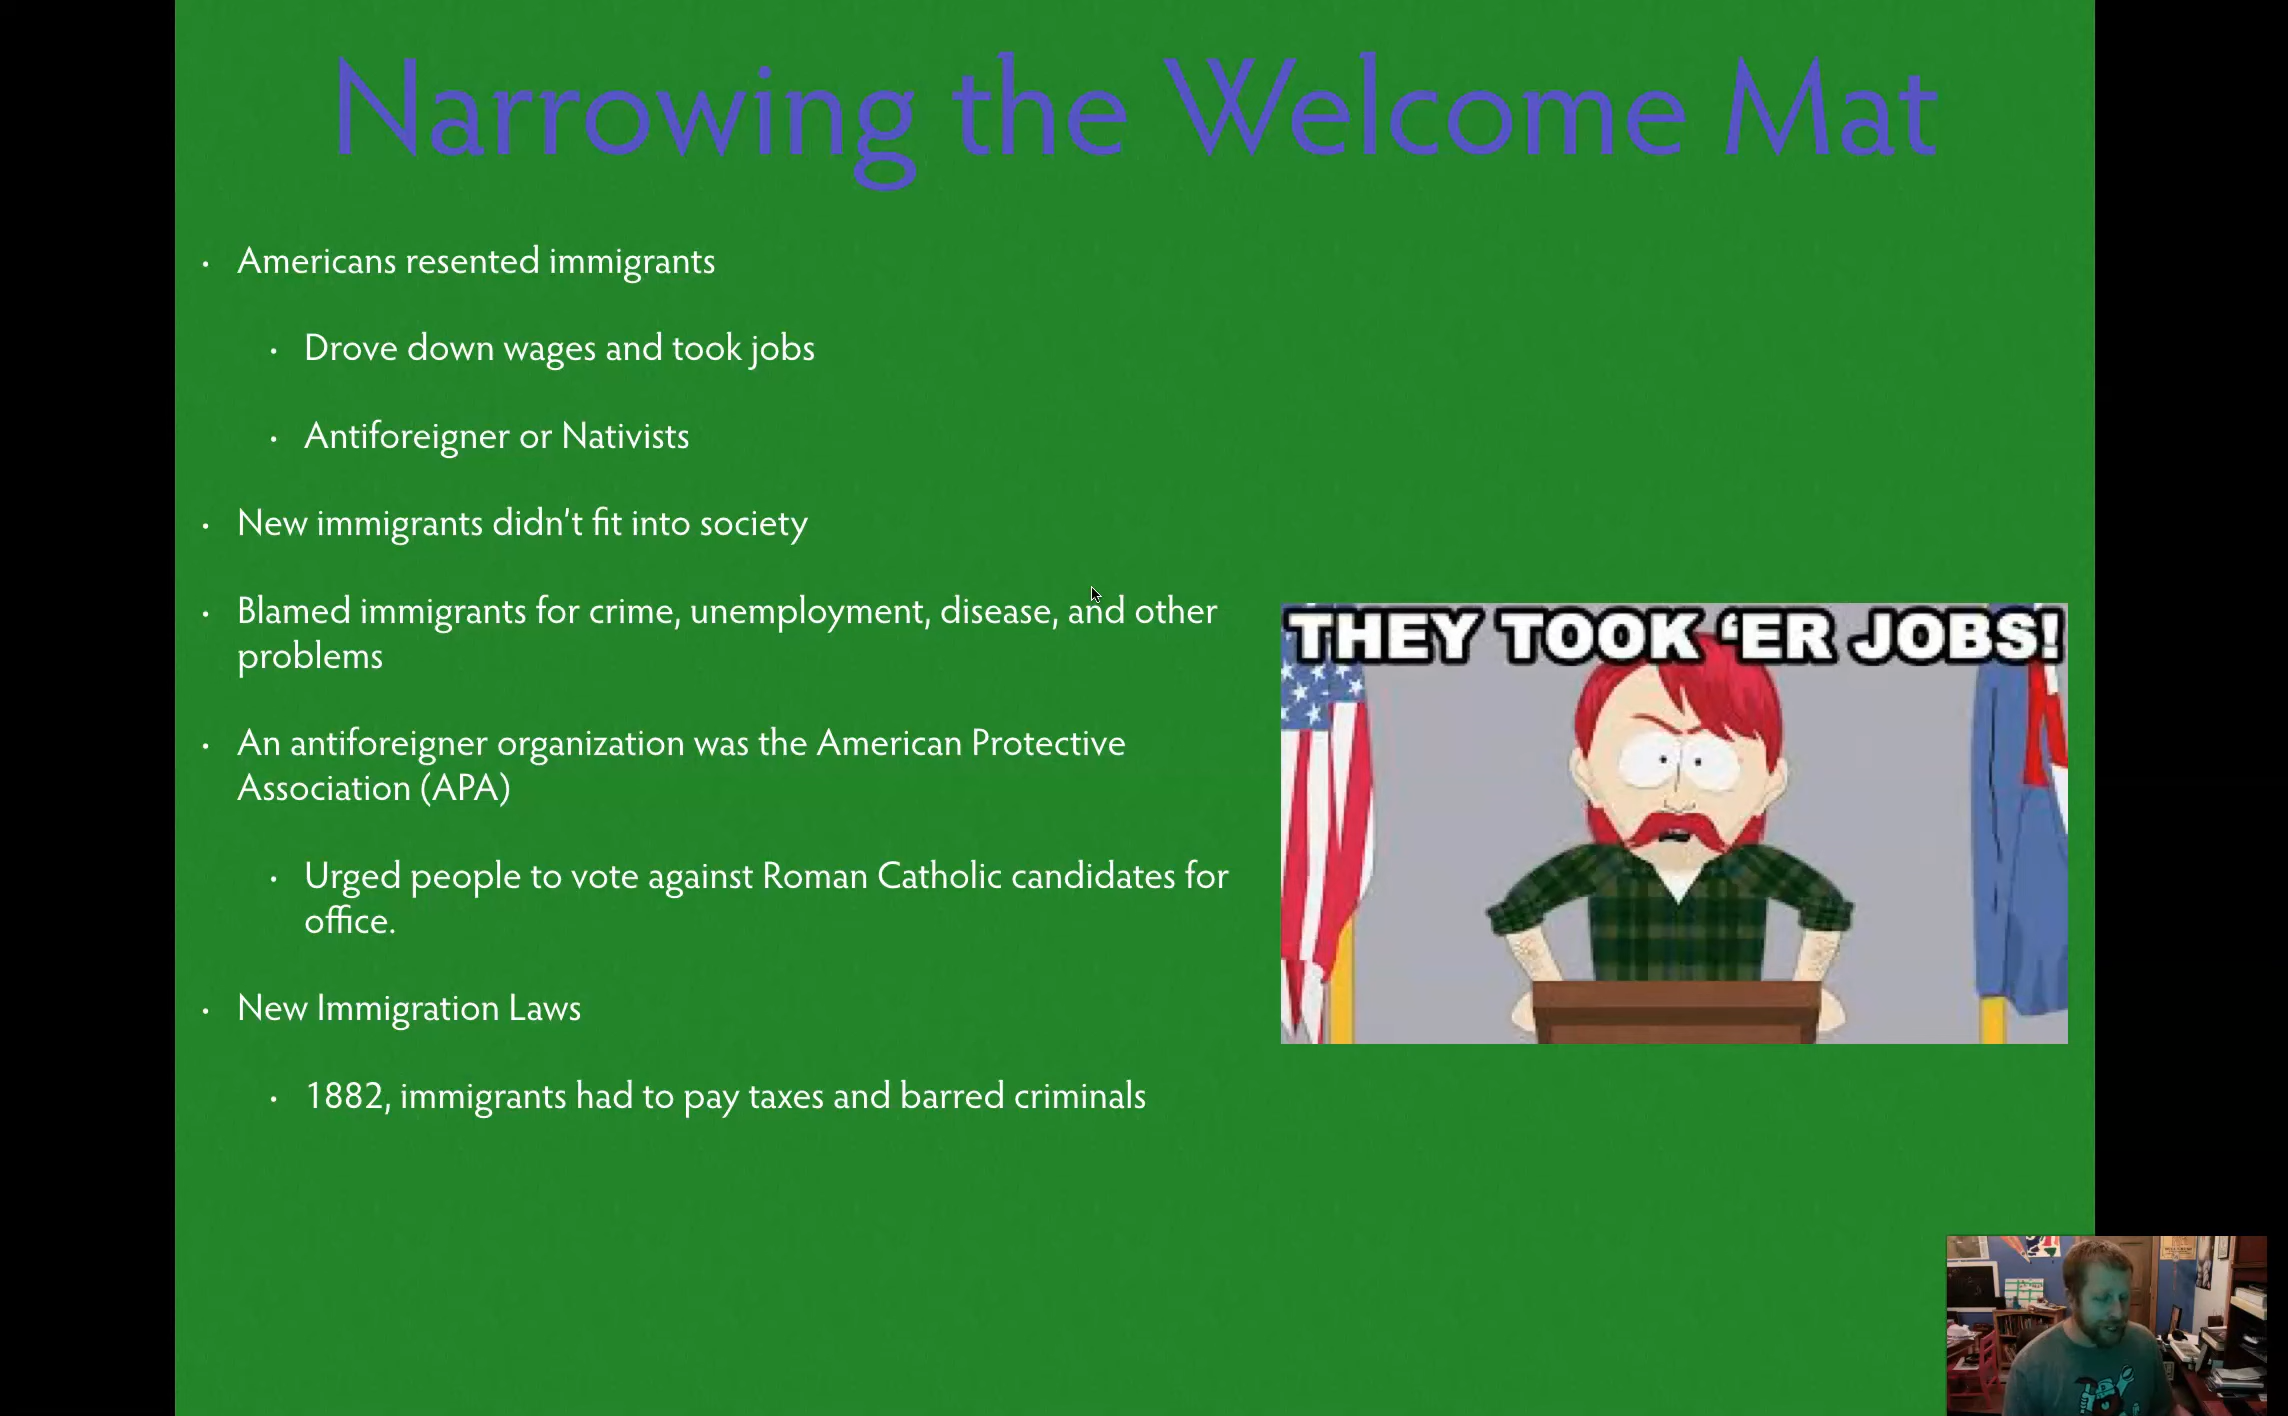 Narrowing the Welcome Mat
• Americans resented immigrants
• Drove down wages and took jobs
• Antiforeigner or Nativists
• New immigrants didn't fit into society
• Blamed immigrants for crime, unemployment, disease, and other
problems
• An antiforeigner organization was the American Protective
Association (APA)
• Urged people to vote against Roman Catholic candidates for
office.
• New Immigration Laws
• 1882, immigrants had to pay taxes and barred criminals
THEY TOOK 'ER JOBS!